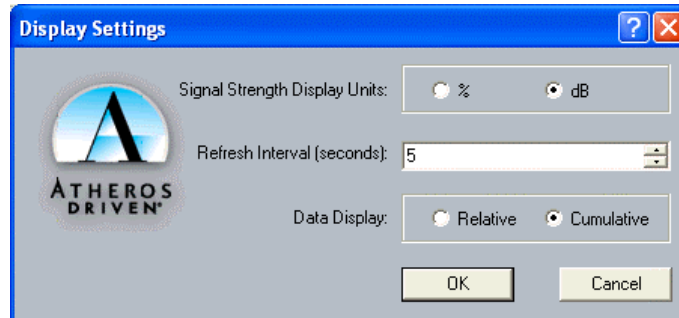 Display Settings
Signal Strength Display Units: % dB
Refresh Interval (seconds): 5
Data Display: Relative Cumulative
A
ATHEROS
DRIVEN
OK Cancel